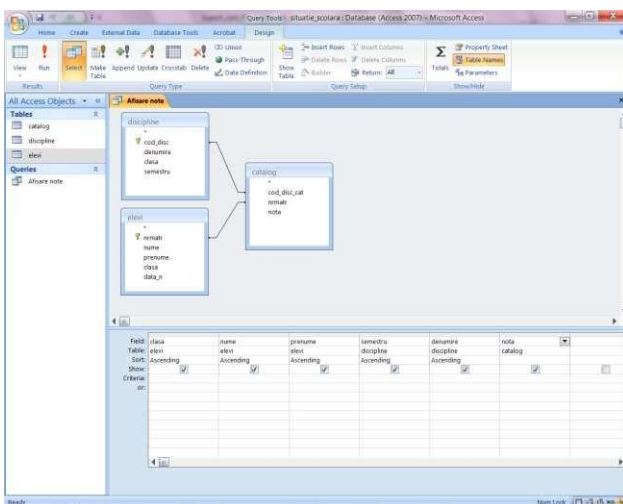 Query Tools situatie_scolara : Database (Access 2007) - Microsoft Access
Home Create External Data Database Tools Acrobat Design
View Run Select Make Table Append Update Crosstab Delete
Union
Pass-Through
Data Definition
Show Table
Insert Rows
Delete Rows
Builder
Insert Columns
Delete Columns
Return: All
Totals
Property Sheet
Table Names
Parameters
Results Query Type Query Setup Show/Hide
All Access Objects
Tables
catalog
discipline
elevi
Queries
Afisare note
Afisare note
discipline
*
cod_disc
denumire
clasa
semestru
catalog
*
cod_disc_cat
nrmatr
nota
elevi
*
nrmatr
nume
prenume
clasa
data_n
Field: clasa nume prenume semestru denumire nota
Table: elevi elevi elevi discipline discipline catalog
Sort: Ascending Ascending Ascending Ascending Ascending
Show:
Criteria:
or:
Ready
Num Lock